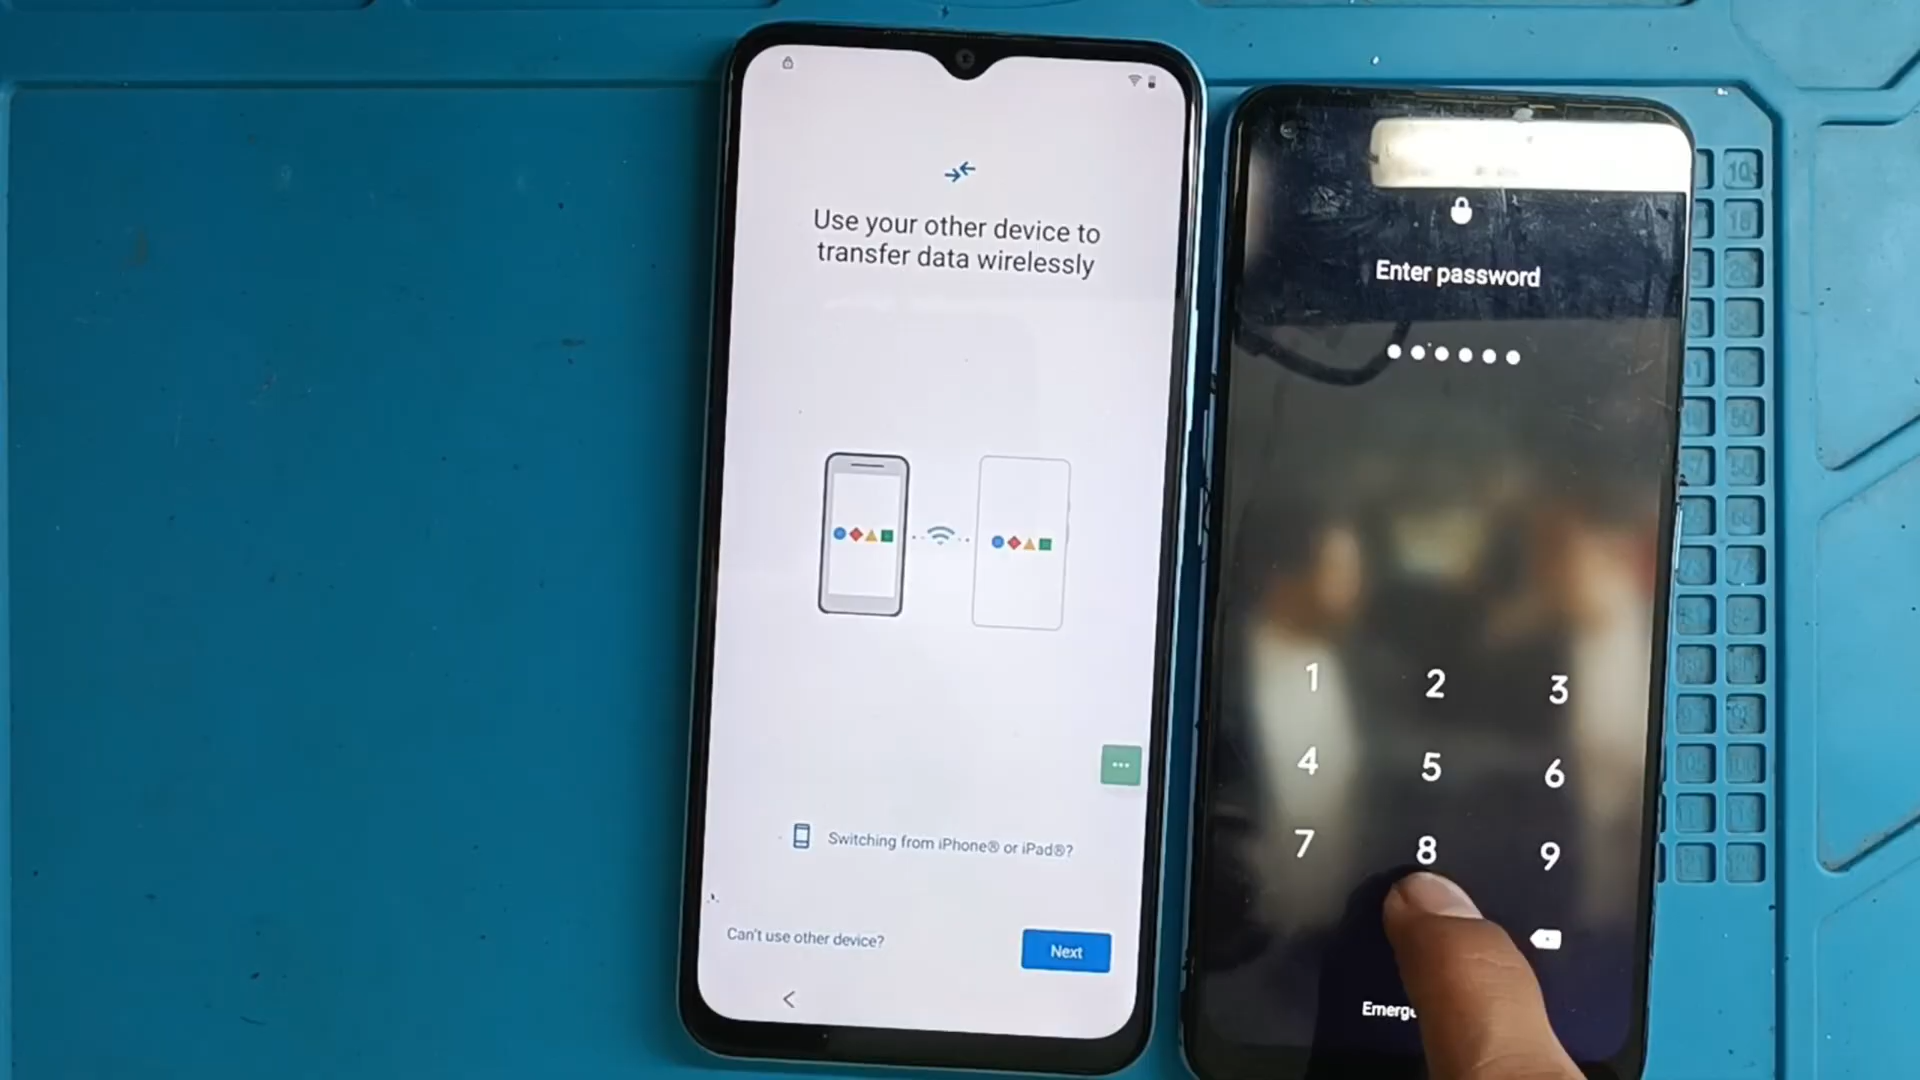 Use your other device to
transfer data wirelessly
Switching from iPhone® or iPad®?
Can't use other device?
Next
Enter password
1 2 3
4 5 6
7 8 9
10